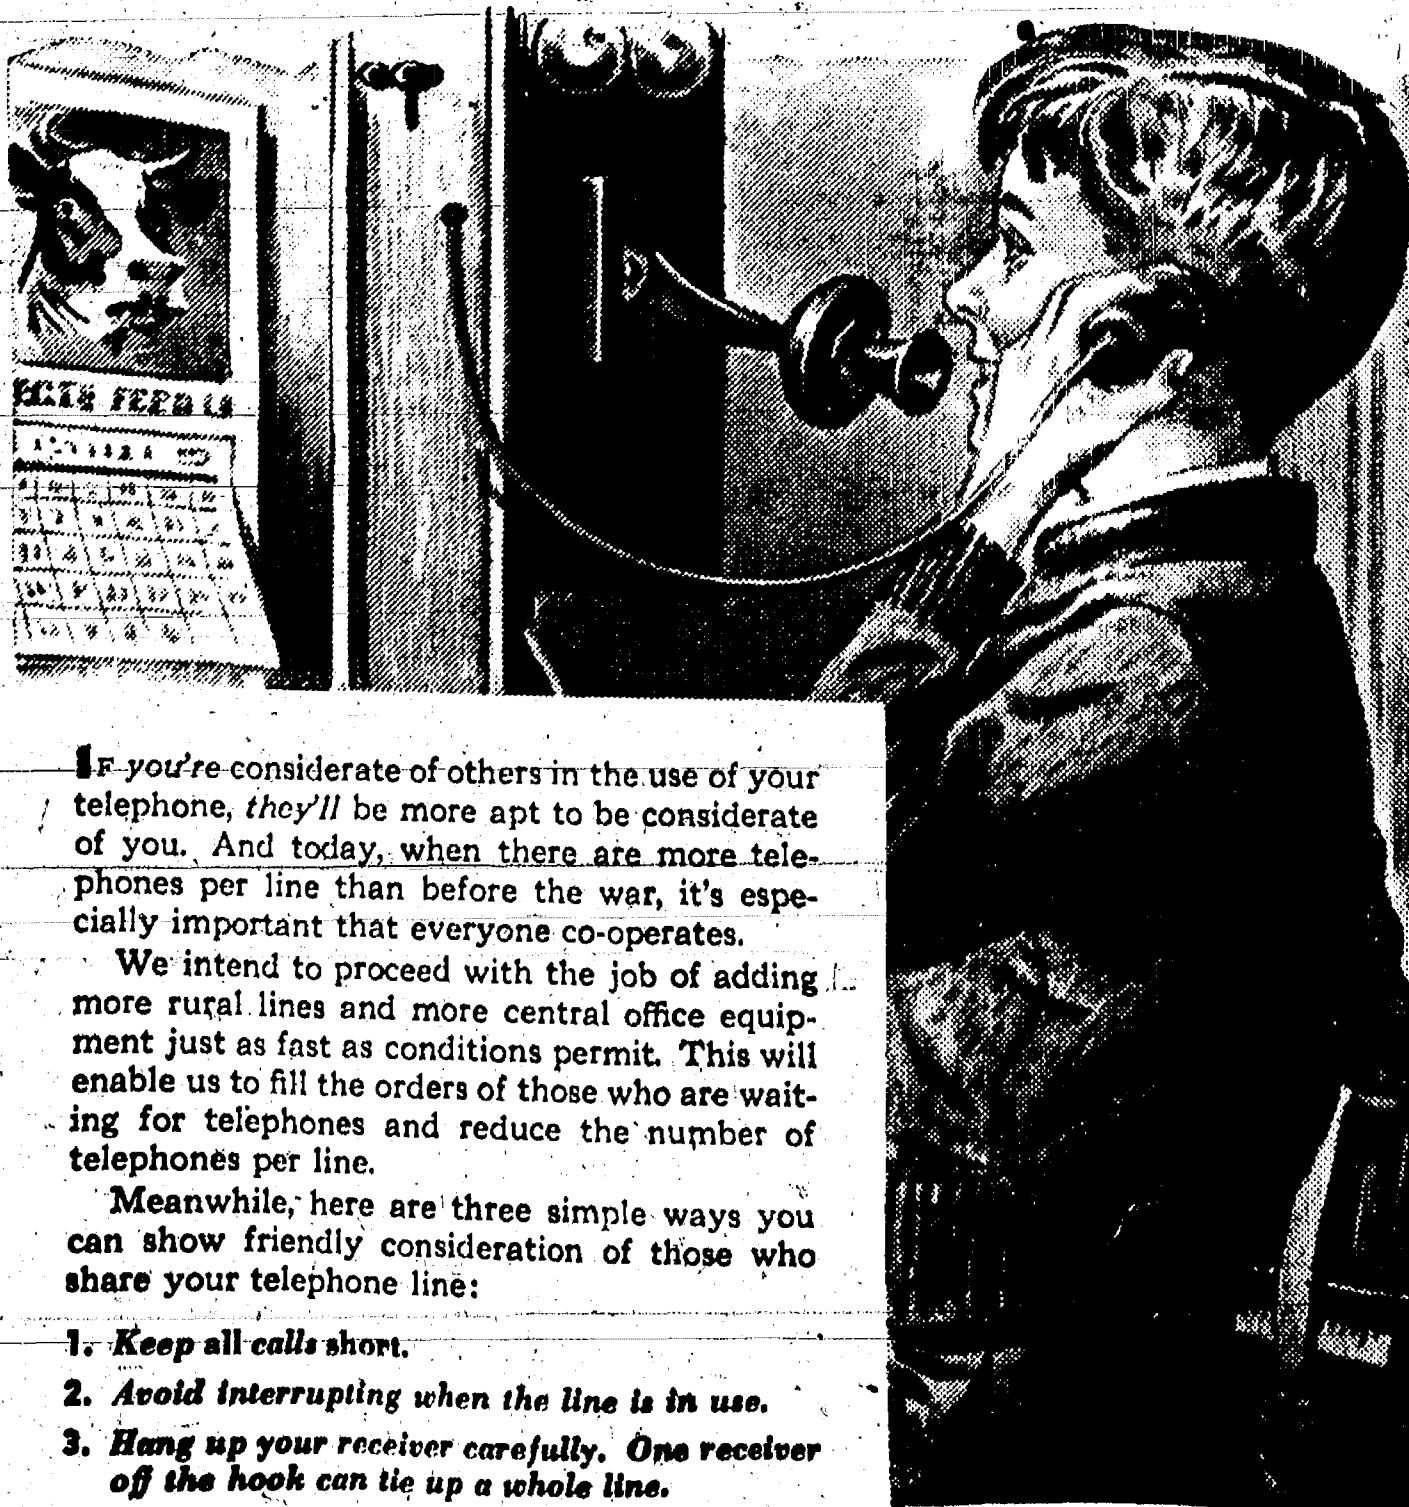 FEED
IF you're considerate of others in the use of your
telephone, they'll be more apt to be considerate
of you. And today, when there are more tele-
phones per line than before the war, it's espe-
cially important that everyone co-operates.
We intend to proceed with the job of adding
more rural lines and more central office equip-
ment just as fast as conditions permit. This will
enable us to fill the orders of those who are wait-
ing for telephones and reduce the number of
telephones per line.
Meanwhile, here are three simple ways you
can show friendly consideration of those who
share your telephone line:
1. Keep all calls short.
2. Avoid interrupting when the line is in use.
3. Hang up your receiver carefully. One receiver
off the hook can tie up a whole line.